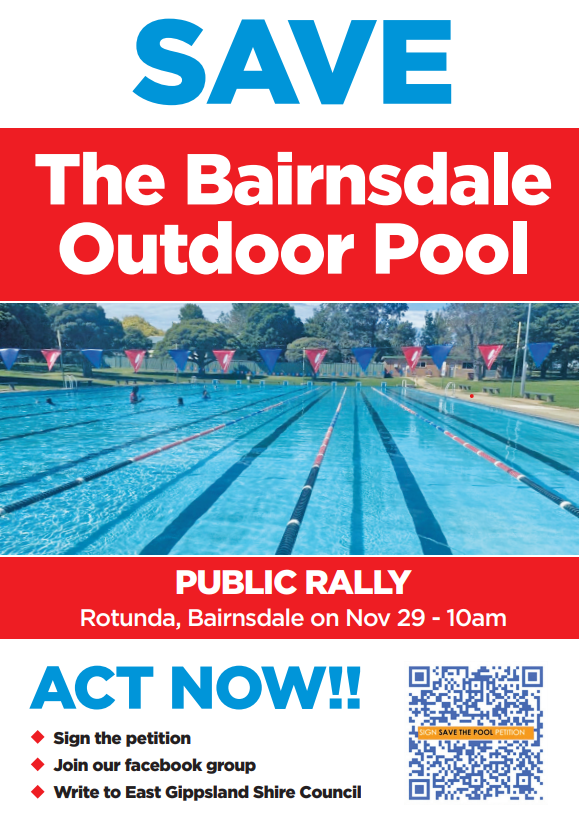 SAVE
The Bairnsdale
Outdoor Pool
PUBLIC RALLY
Rotunda, Bairnsdale on Nov 29 - 10am
ACT NOW!!
Sign the petition
Join our facebook group
Write to East Gippsland Shire Council
SIGN SAVE THE POOL PETITION